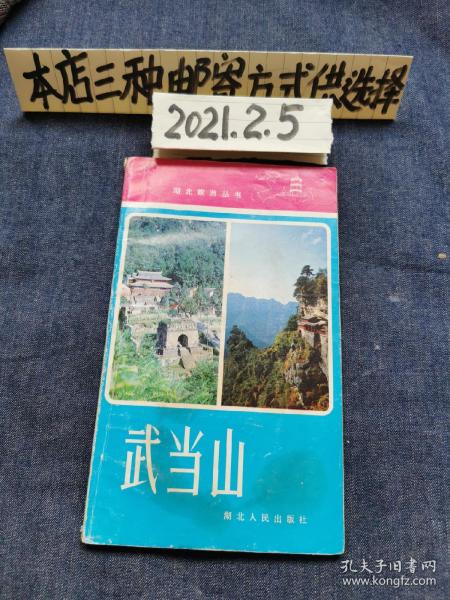 本店三种邮寄方式供选择
2021.2.5
湖北旅游丛书
武当山
湖北人民出版社
孔夫子旧书网
www.kongfz.com